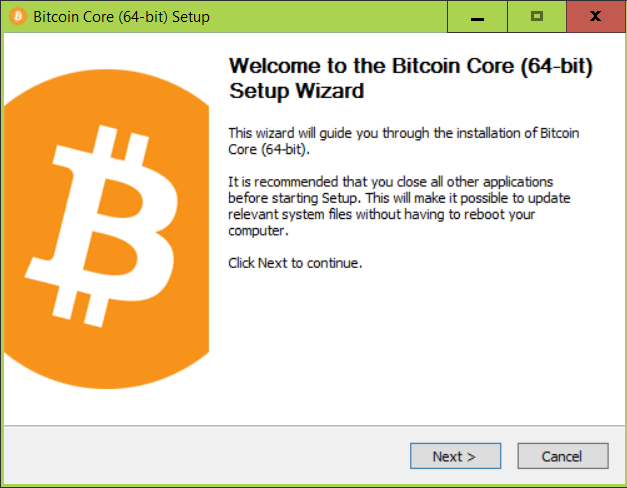 Bitcoin Core (64-bit) Setup
Welcome to the Bitcoin Core (64-bit)
Setup Wizard
This wizard will guide you through the installation of Bitcoin
Core (64-bit).
It is recommended that you close all other applications
before starting Setup. This will make it possible to update
relevant system files without having to reboot your
computer.
Click Next to continue.
Next >
Cancel